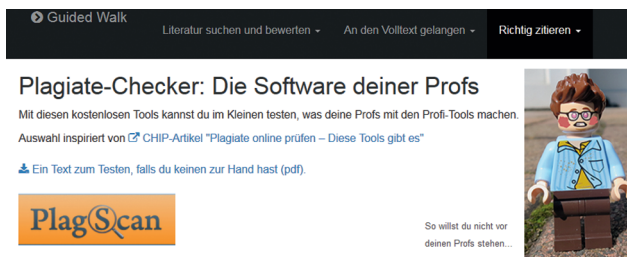 Guided Walk
Literatur suchen und bewerten
An den Volltext gelangen
Richtig zitieren
Plagiate-Checker: Die Software deiner Profs
Mit diesen kostenlosen Tools kannst du im Kleinen testen, was deine Profs mit den Profi-Tools machen.
Auswahl inspiriert von CHIP-Artikel "Plagiate online prüfen – Diese Tools gibt es"
Ein Text zum Testen, falls du keinen zur Hand hast (pdf).
PlagScan
So willst du nicht vor
deinen Profs stehen...